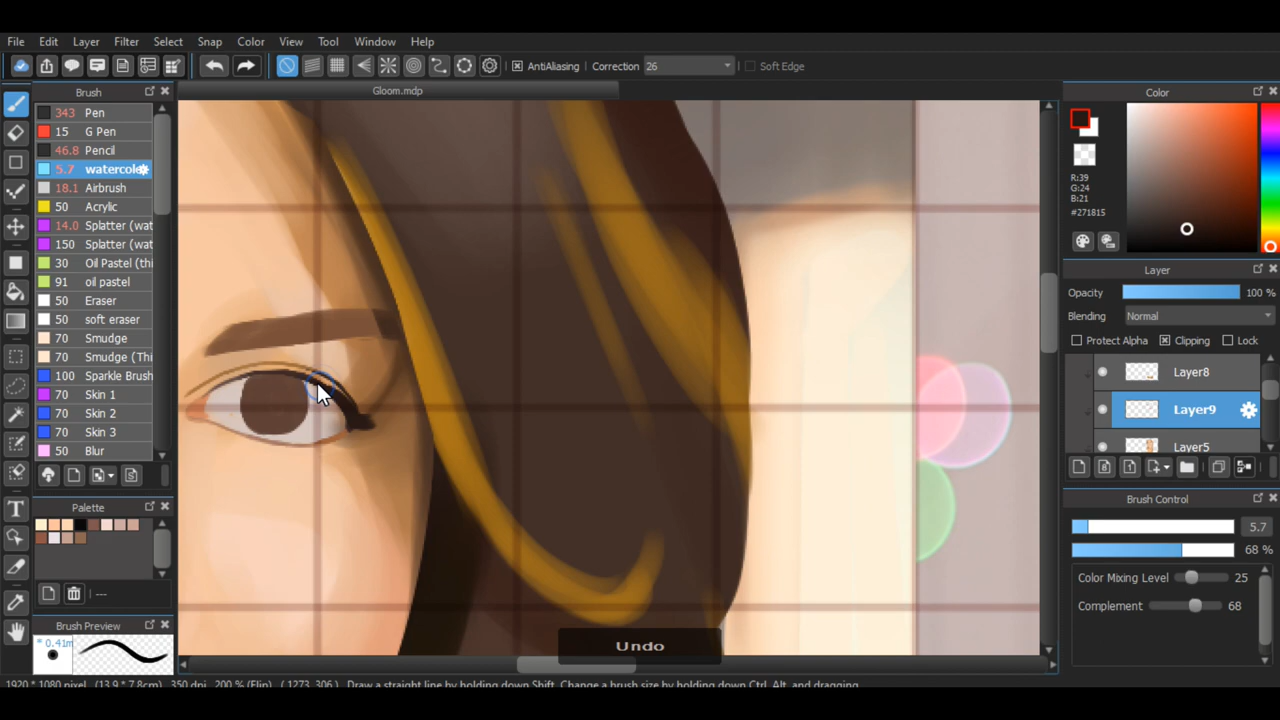 File Edit Layer Filter Select Snap Color View Tool Window Help
AntiAliasing Correction 26 Soft Edge
Brush
Gloom.mdp
Color
343 Pen
15 G Pen
46.8 Pencil
5.7 watercol
18.1 Airbrush
50 Acrylic
14.0 Splatter (wat
150 Splatter (wat
30 Oil Pastel (thi
91 oil pastel
50 Eraser
50 soft eraser
70 Smudge
70 Smudge (Thi
100 Sparkle Brush
70 Skin 1
70 Skin 2
70 Skin 3
50 Blur
R:39
G:24
B:21
#271815
Layer
Opacity 100 %
Blending Normal
Protect Alpha Clipping Lock
Layer8
Layer9
Layer5
Brush Control
5.7
68 %
Color Mixing Level 25
Complement 68
Palette
---
Brush Preview
* 0.41m
T
Undo
1920 * 1080 pixel (13.9 * 7.8cm) 350 dpi 200 % (Flip) ( 1273, 306 ) Draw a straight line by holding down Shift, Change a brush size by holding down Ctrl, Alt, and dragging